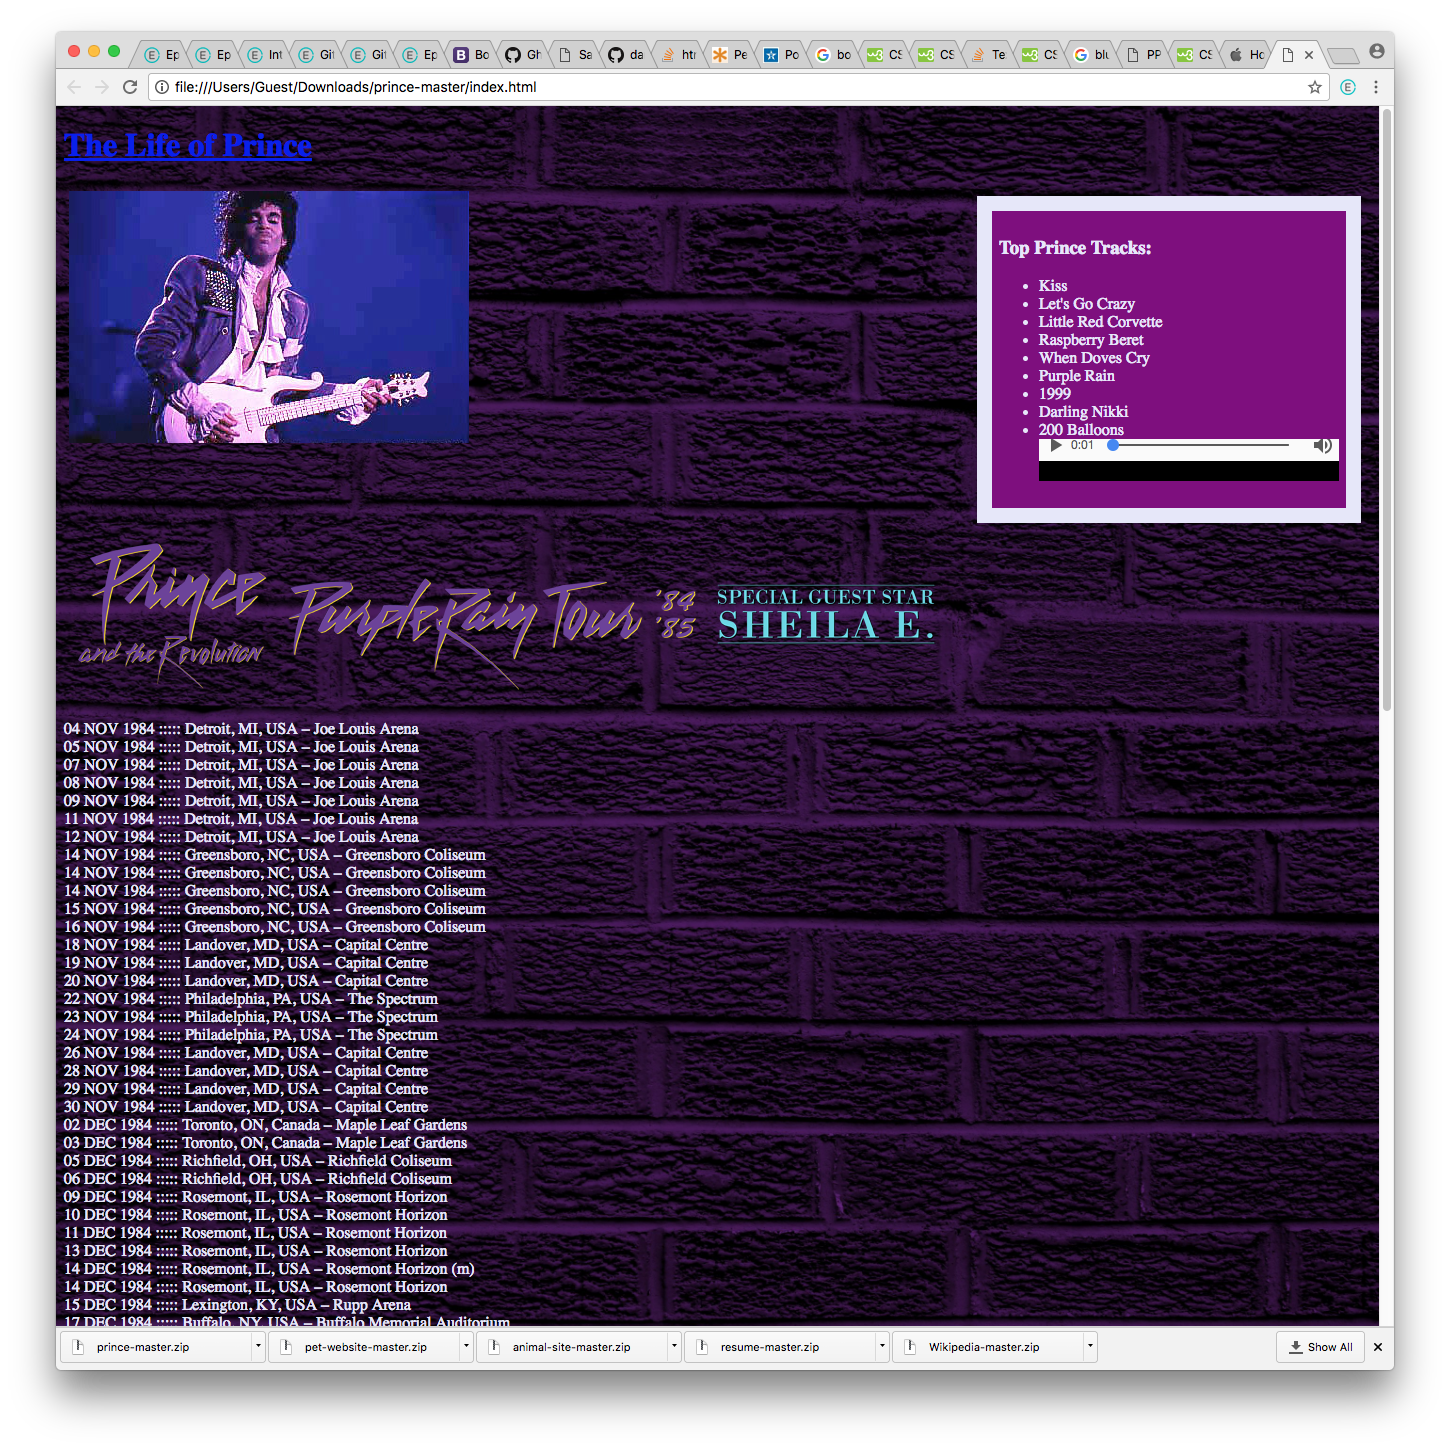 Ep
Ep
Int
Git
Git
Ep
Bo
Gh
Sa
da
htr
Pe
Po
bo
CS
CS
Te
CS
blu
PP
CS
Ho
file:///Users/Guest/Downloads/prince-master/index.html
The Life of Prince
Top Prince Tracks:
Kiss
Let's Go Crazy
Little Red Corvette
Raspberry Beret
When Doves Cry
Purple Rain
1999
Darling Nikki
200 Balloons
0:01
Prince
and the Revolution
Purple Rain Tour
'84
'85
SPECIAL GUEST STAR
SHEILA E.
04 NOV 1984 ::::: Detroit, MI, USA – Joe Louis Arena
05 NOV 1984 ::::: Detroit, MI, USA – Joe Louis Arena
07 NOV 1984 ::::: Detroit, MI, USA – Joe Louis Arena
08 NOV 1984 ::::: Detroit, MI, USA – Joe Louis Arena
09 NOV 1984 ::::: Detroit, MI, USA – Joe Louis Arena
11 NOV 1984 ::::: Detroit, MI, USA – Joe Louis Arena
12 NOV 1984 ::::: Detroit, MI, USA – Joe Louis Arena
14 NOV 1984 ::::: Greensboro, NC, USA – Greensboro Coliseum
14 NOV 1984 ::::: Greensboro, NC, USA – Greensboro Coliseum
14 NOV 1984 ::::: Greensboro, NC, USA – Greensboro Coliseum
15 NOV 1984 ::::: Greensboro, NC, USA – Greensboro Coliseum
16 NOV 1984 ::::: Greensboro, NC, USA – Greensboro Coliseum
18 NOV 1984 ::::: Landover, MD, USA – Capital Centre
19 NOV 1984 ::::: Landover, MD, USA – Capital Centre
20 NOV 1984 ::::: Landover, MD, USA – Capital Centre
22 NOV 1984 ::::: Philadelphia, PA, USA – The Spectrum
23 NOV 1984 ::::: Philadelphia, PA, USA – The Spectrum
24 NOV 1984 ::::: Philadelphia, PA, USA – The Spectrum
26 NOV 1984 ::::: Landover, MD, USA – Capital Centre
28 NOV 1984 ::::: Landover, MD, USA – Capital Centre
29 NOV 1984 ::::: Landover, MD, USA – Capital Centre
30 NOV 1984 ::::: Landover, MD, USA – Capital Centre
02 DEC 1984 ::::: Toronto, ON, Canada – Maple Leaf Gardens
03 DEC 1984 ::::: Toronto, ON, Canada – Maple Leaf Gardens
05 DEC 1984 ::::: Richfield, OH, USA – Richfield Coliseum
06 DEC 1984 ::::: Richfield, OH, USA – Richfield Coliseum
09 DEC 1984 ::::: Rosemont, IL, USA – Rosemont Horizon
10 DEC 1984 ::::: Rosemont, IL, USA – Rosemont Horizon
11 DEC 1984 ::::: Rosemont, IL, USA – Rosemont Horizon
13 DEC 1984 ::::: Rosemont, IL, USA – Rosemont Horizon
14 DEC 1984 ::::: Rosemont, IL, USA – Rosemont Horizon (m)
14 DEC 1984 ::::: Rosemont, IL, USA – Rosemont Horizon
15 DEC 1984 ::::: Lexington, KY, USA – Rupp Arena
17 DEC 1984 ::::: Buffalo, NY, USA – Buffalo Memorial Auditorium
prince-master.zip
pet-website-master.zip
animal-site-master.zip
resume-master.zip
Wikipedia-master.zip
Show All